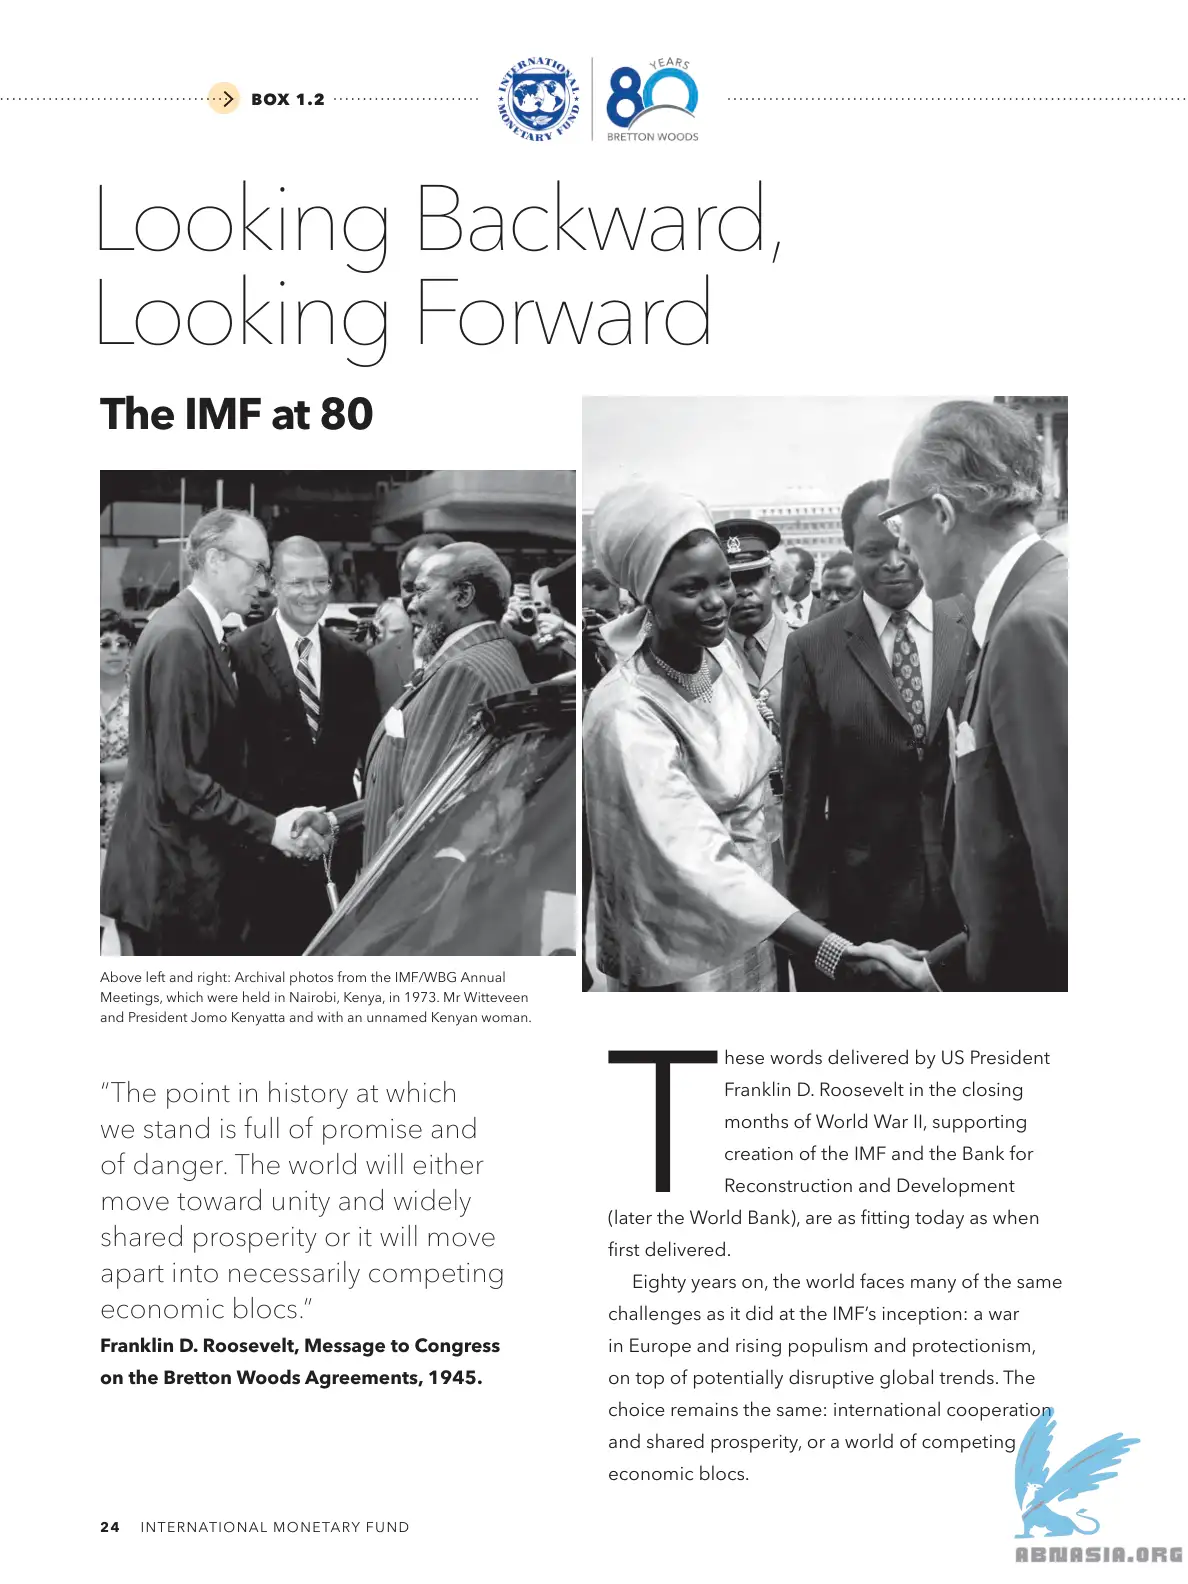 BOX 1.2
INTERNATIONAL MONETARY FUND
80 YEARS
BRETTON WOODS
Looking Backward,
Looking Forward
The IMF at 80
Above left and right: Archival photos from the IMF/WBG Annual
Meetings, which were held in Nairobi, Kenya, in 1973. Mr Witteveen
and President Jomo Kenyatta and with an unnamed Kenyan woman.
“The point in history at which
we stand is full of promise and
of danger. The world will either
move toward unity and widely
shared prosperity or it will move
apart into necessarily competing
economic blocs.”
Franklin D. Roosevelt, Message to Congress
on the Bretton Woods Agreements, 1945.
These words delivered by US President
Franklin D. Roosevelt in the closing
months of World War II, supporting
creation of the IMF and the Bank for
Reconstruction and Development
(later the World Bank), are as fitting today as when
first delivered.
Eighty years on, the world faces many of the same
challenges as it did at the IMF’s inception: a war
in Europe and rising populism and protectionism,
on top of potentially disruptive global trends. The
choice remains the same: international cooperation
and shared prosperity, or a world of competing
economic blocs.
24 INTERNATIONAL MONETARY FUND
ABNASIA.ORG